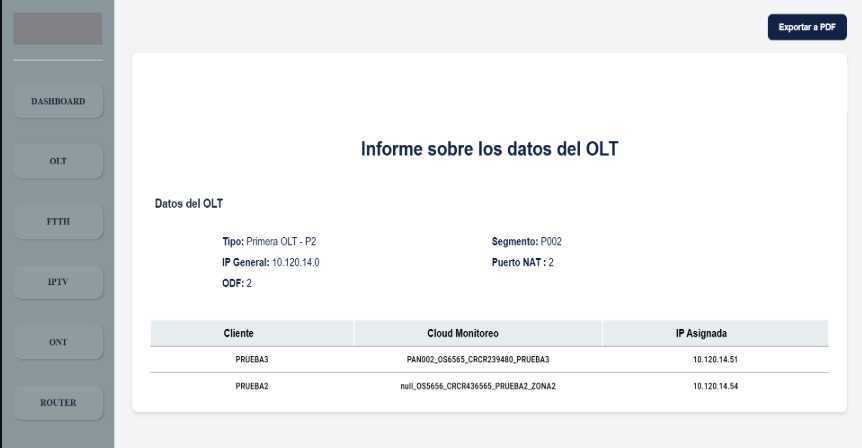 Exportar a PDF
DASHBOARD
OLT
FTTH
IPTV
ONT
ROUTER
Informe sobre los datos del OLT
Datos del OLT
Tipo: Primera OLT - P2 Segmento: P002
IP General: 10.120.14.0 Puerto NAT : 2
ODF: 2
Cliente Cloud Monitoreo IP Asignada
PRUEBA3 PAN002_OS6565_CRCR239480_PRUEBA3 10.120.14.51
PRUEBA2 null_OS5656_CRCR436565_PRUEBA2_ZONA2 10.120.14.54